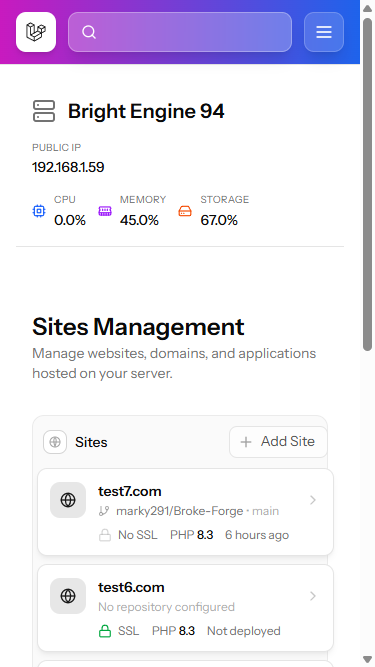 Bright Engine 94
PUBLIC IP
192.168.1.59
CPU MEMORY STORAGE
0.0% 45.0% 67.0%
Sites Management
Manage websites, domains, and applications
hosted on your server.
Sites
Add Site
test7.com
marky291/Broke-Forge • main
No SSL PHP 8.3 6 hours ago
test6.com
No repository configured
SSL PHP 8.3 Not deployed